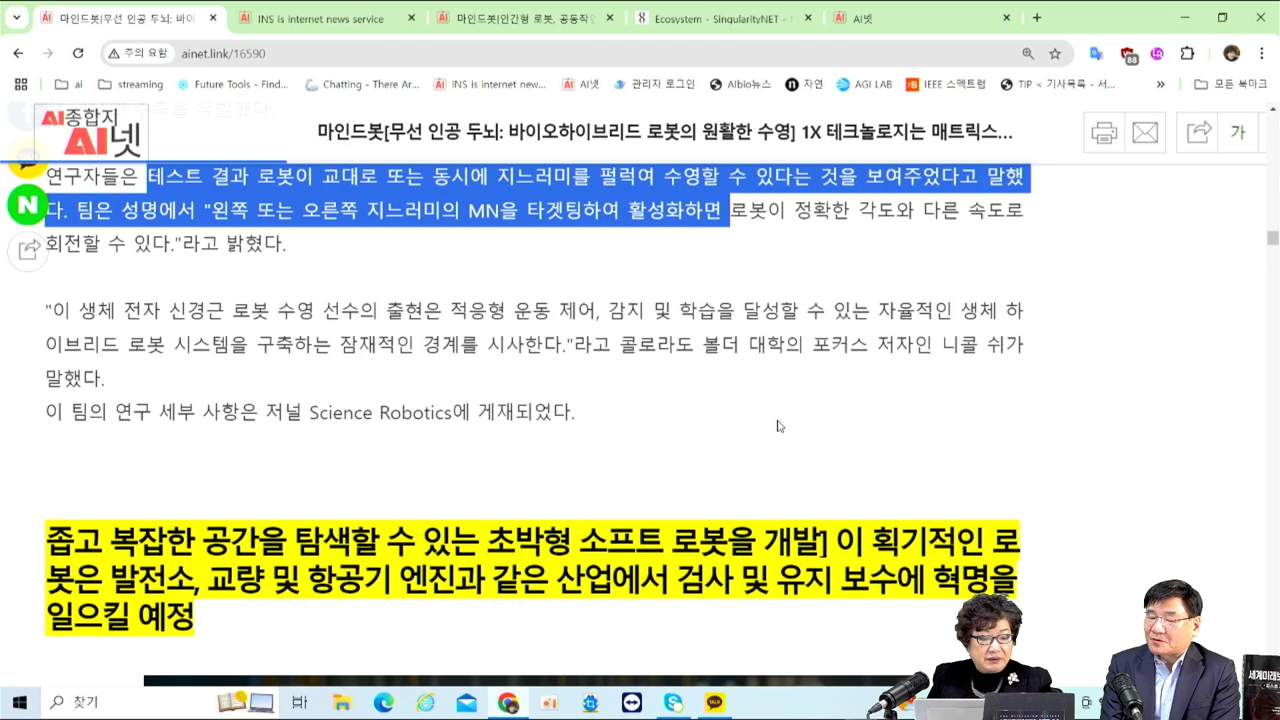 마인드봇[무선 인공 두뇌: 바이
INS is internet news service
마인드봇[인간형 로봇, 공동작업
Ecosystem - SingularityNET -
AI넷
주의 요함
ainet.link/16590
88
ai
streaming
Future Tools - Find...
Chatting - There Ar...
INS is internet new...
AI넷
관리자 로그인
Albio뉴스
자연
AGI LAB
IEEE 스펙트럼
TIP < 기사목록 - 서...
모든 북마크
AI종합지
AI넷
마인드봇[무선 인공 두뇌: 바이오하이브리드 로봇의 원활한 수영] 1X 테크놀로지는 매트릭스...
가
N
연구자들은 테스트 결과 로봇이 교대로 또는 동시에 지느러미를 펄럭여 수영할 수 있다는 것을 보여주었다고 말했
다. 팀은 성명에서 "왼쪽 또는 오른쪽 지느러미의 MN을 타겟팅하여 활성화하면 로봇이 정확한 각도와 다른 속도로
회전할 수 있다."라고 밝혔다.
"이 생체 전자 신경근 로봇 수영 선수의 출현은 적응형 운동 제어, 감지 및 학습을 달성할 수 있는 자율적인 생체 하
이브리드 로봇 시스템을 구축하는 잠재적인 경계를 시사한다."라고 콜로라도 볼더 대학의 포커스 저자인 니콜 쉬가
말했다.
이 팀의 연구 세부 사항은 저널 Science Robotics에 게재되었다.
좁고 복잡한 공간을 탐색할 수 있는 초박형 소프트 로봇을 개발] 이 획기적인 로
봇은 발전소, 교량 및 항공기 엔진과 같은 산업에서 검사 및 유지 보수에 혁명을
일으킬 예정
찾기
TALK
세계미래보